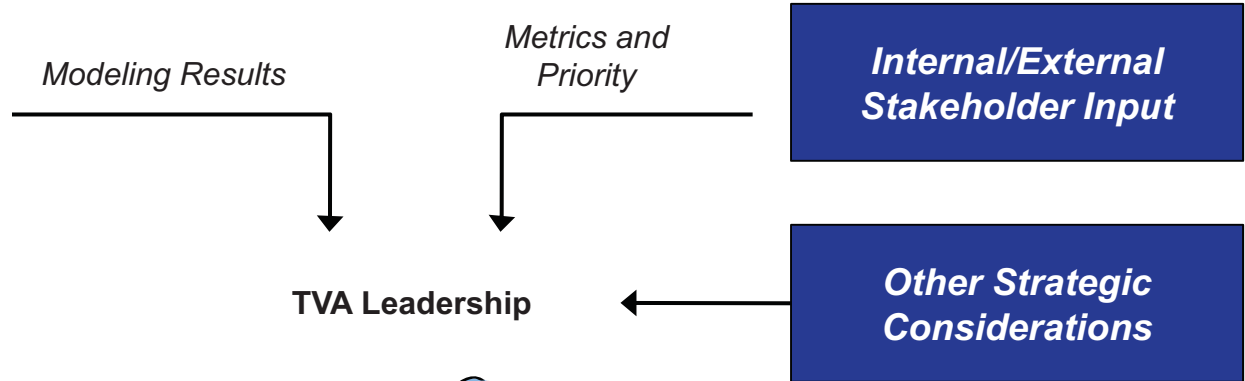 Modeling Results
Metrics and
Priority
Internal/External
Stakeholder Input
TVA Leadership
Other Strategic
Considerations